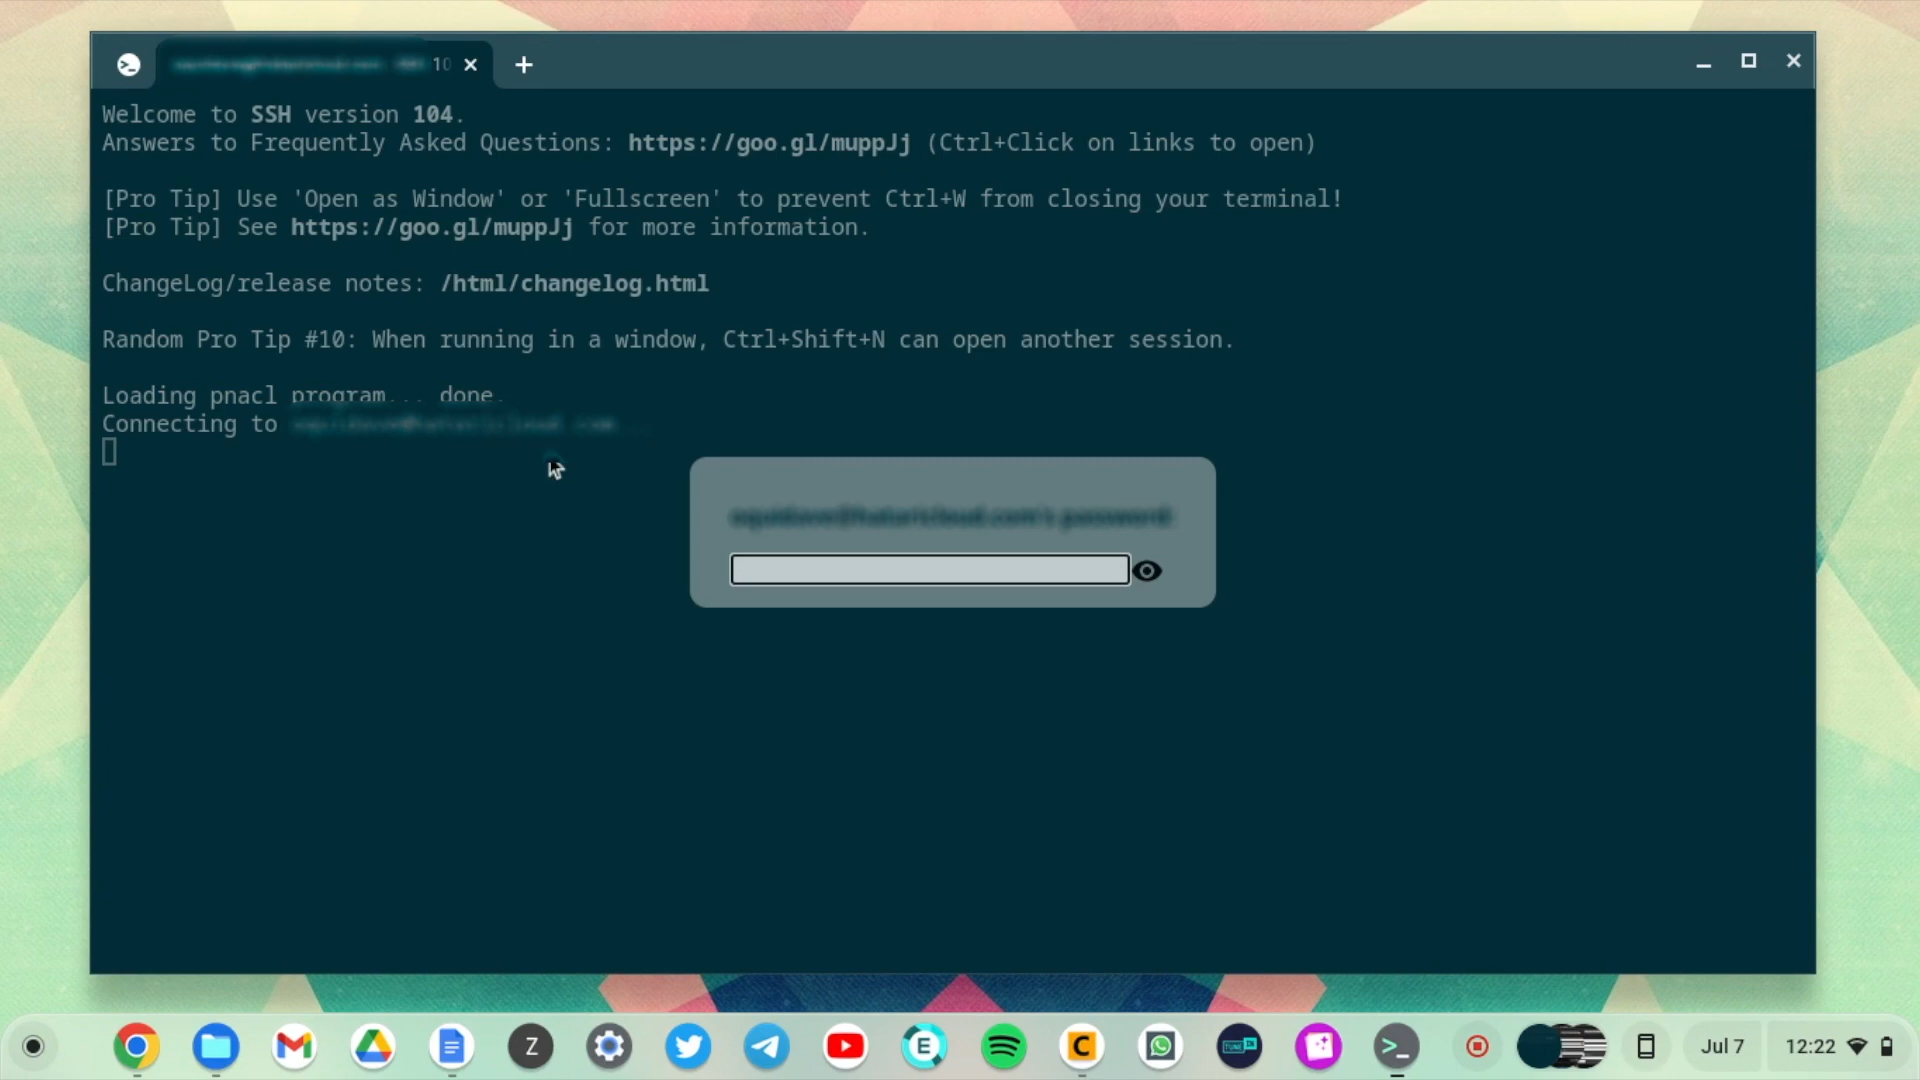 10
Welcome to SSH version 104.
Answers to Frequently Asked Questions: https://goo.gl/muppJj (Ctrl+Click on links to open)
[Pro Tip] Use 'Open as Window' or 'Fullscreen' to prevent Ctrl+W from closing your terminal!
[Pro Tip] See https://goo.gl/muppJj for more information.
ChangeLog/release notes: /html/changelog.html
Random Pro Tip #10: When running in a window, Ctrl+Shift+N can open another session.
Loading pnacl program... done.
Connecting to
password:
Z
E
C
TUNE IN
>_
Jul 7
12:22